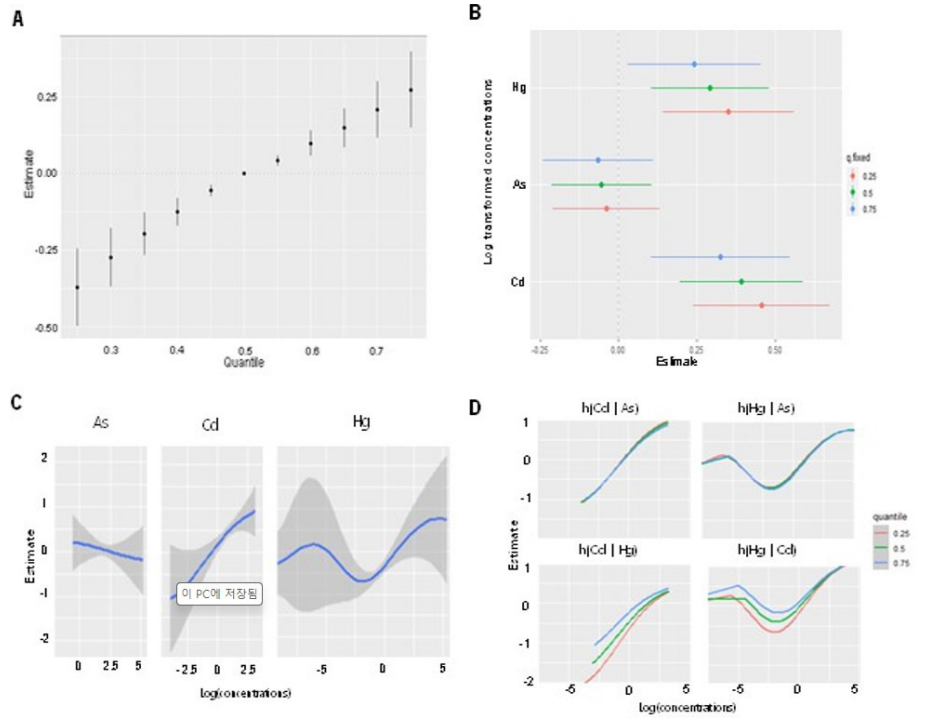 A
0.25
0.00
-0.25
-0.50
Estimate
0.3 0.4 0.5 0.6 0.7
Quantile
B
Log transformed concentrations
Hg
As
Cd
-0.25 0.00 0.25 0.50
Estimate
q.fixed
0.25
0.5
0.75
C
As Cd Hg
2
1
0
-1
-2
Estimate
이 PC에 저장됨
0 2.5 5 -2.5 0 2.5 -5 0 5
Log(concentrations)
D
h(Cd | As) h(Hg | As)
1
0
-1
h(Cd | Hg) h(Hg | Cd)
1
0
-1
-2
Estimate
-5 0 5 -5 0 5
Log(concentrations)
quantile
0.25
0.5
0.75